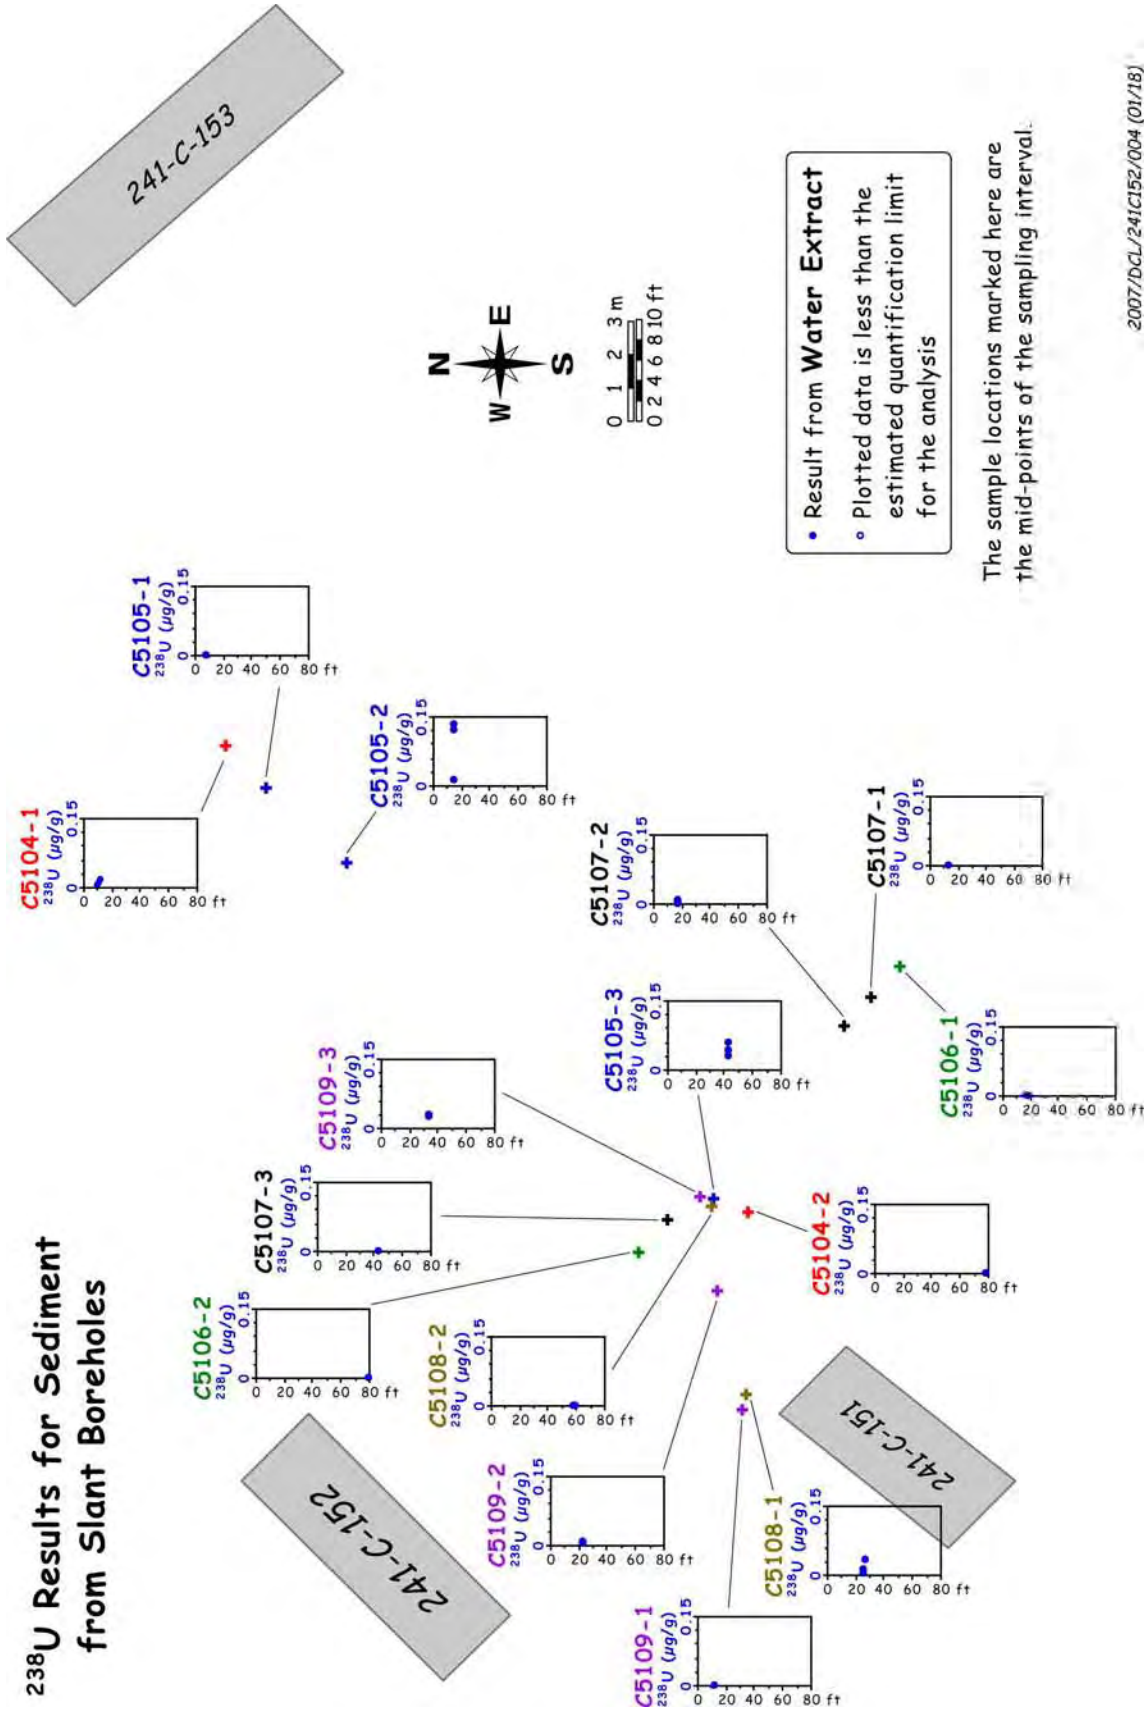 ²³⁸U Results for Sediment
from Slant Boreholes
241-C-153
241-C-152
241-C-151
N
W
E
S
0 1 2 3 m
0 2 4 6 8 10 ft
• Result from Water Extract
○ Plotted data is less than the
estimated quantification limit
for the analysis
The sample locations marked here are
the mid-points of the sampling interval.
2007/DCL/241C152/004 (01/18)
C5104-1
²³⁸U (µg/g)
0 0.15
0 20 40 60 80 ft
C5105-1
²³⁸U (µg/g)
0 0.15
0 20 40 60 80 ft
C5105-2
²³⁸U (µg/g)
0 0.15
0 20 40 60 80 ft
C5109-3
²³⁸U (µg/g)
0 0.15
0 20 40 60 80 ft
C5107-3
²³⁸U (µg/g)
0 0.15
0 20 40 60 80 ft
C5106-2
²³⁸U (µg/g)
0 0.15
0 20 40 60 80 ft
C5108-2
²³⁸U (µg/g)
0 0.15
0 20 40 60 80 ft
C5109-2
²³⁸U (µg/g)
0 0.15
0 20 40 60 80 ft
C5109-1
²³⁸U (µg/g)
0 0.15
0 20 40 60 80 ft
C5108-1
²³⁸U (µg/g)
0 0.15
0 20 40 60 80 ft
C5104-2
²³⁸U (µg/g)
0 0.15
0 20 40 60 80 ft
C5105-3
²³⁸U (µg/g)
0 0.15
0 20 40 60 80 ft
C5107-2
²³⁸U (µg/g)
0 0.15
0 20 40 60 80 ft
C5107-1
²³⁸U (µg/g)
0 0.15
0 20 40 60 80 ft
C5106-1
²³⁸U (µg/g)
0 0.15
0 20 40 60 80 ft